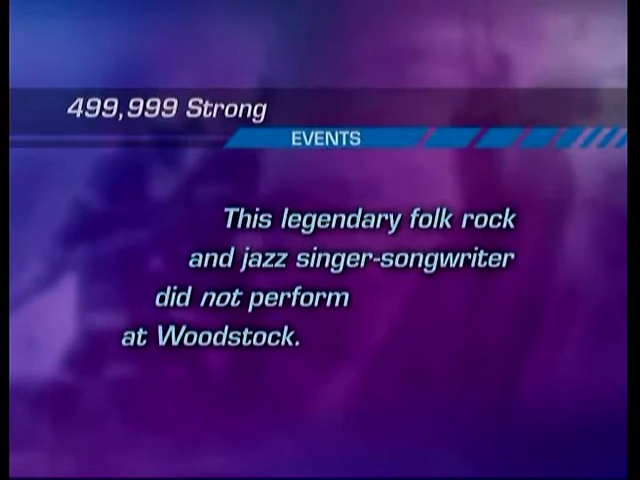 499,999 Strong
EVENTS
This legendary folk rock
and jazz singer-songwriter
did not perform
at Woodstock.